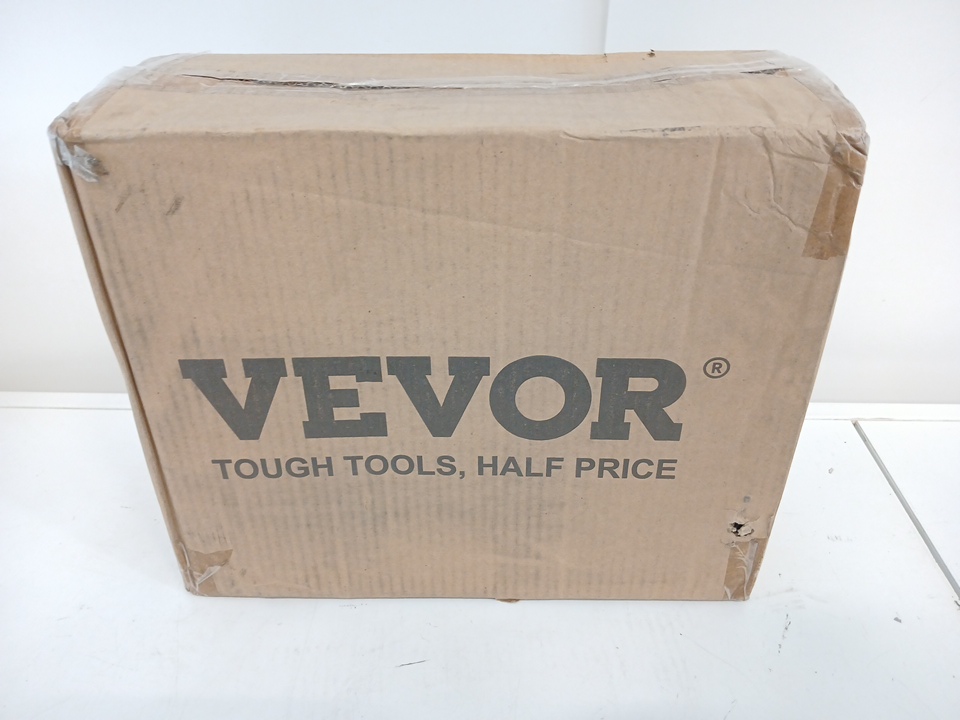 VEVOR®
TOUGH TOOLS, HALF PRICE